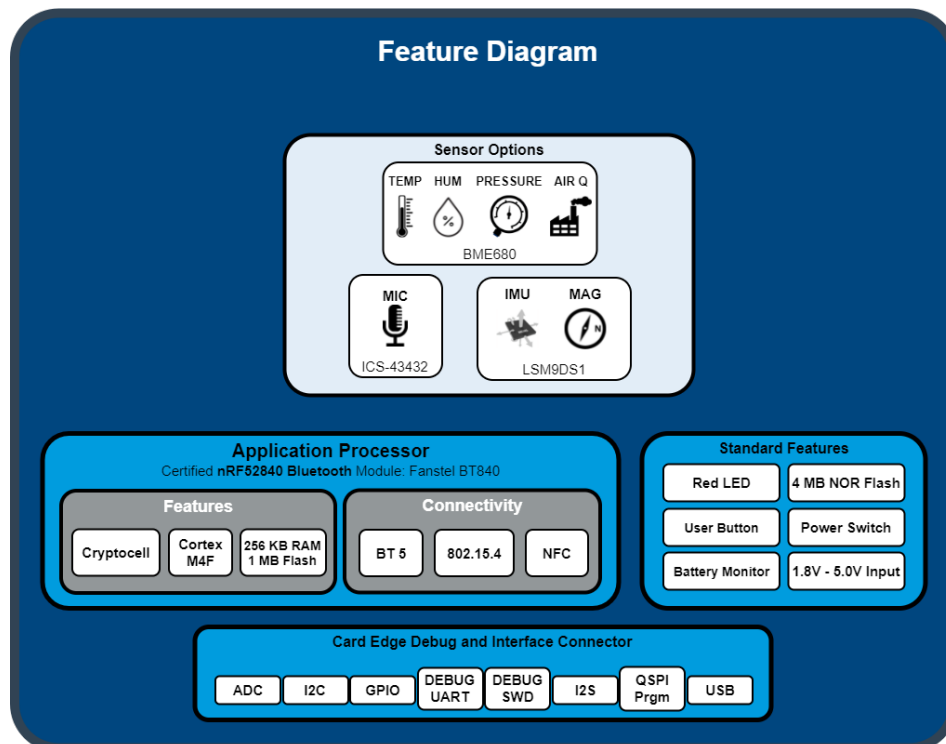 Feature Diagram
Sensor Options
TEMP HUM PRESSURE AIR Q
%
BME680
MIC
ICS-43432
IMU MAG
N
LSM9DS1
Application Processor
Certified nRF52840 Bluetooth Module: Fanstel BT840
Features
Cryptocell
Cortex
M4F
256 KB RAM
1 MB Flash
Connectivity
BT 5
802.15.4
NFC
Standard Features
Red LED
4 MB NOR Flash
User Button
Power Switch
Battery Monitor
1.8V - 5.0V Input
Card Edge Debug and Interface Connector
ADC
I2C
GPIO
DEBUG
UART
DEBUG
SWD
I2S
QSPI
Prgm
USB